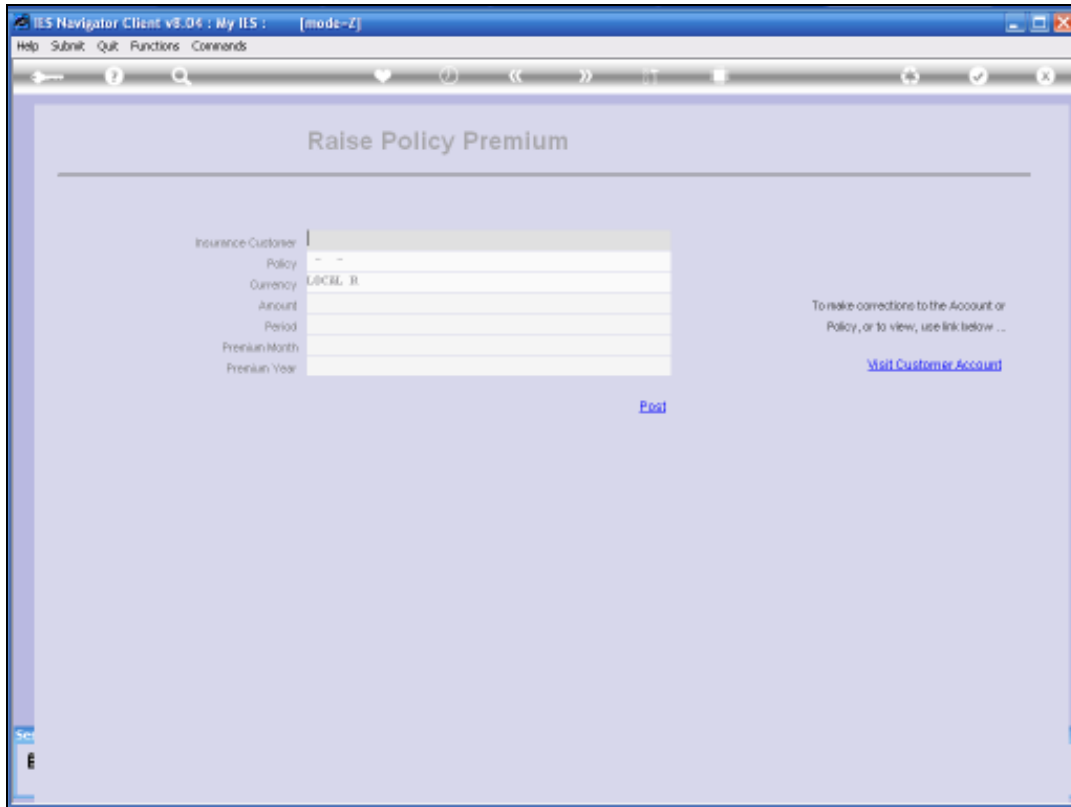 IES Navigator Client v8.04 : My IES : [mode=Z]
Help Submit Quit Functions Commands
Raise Policy Premium
Insurance Customer
Policy - -
Currency LOCAL R
Amount
Period
Premium Month
Premium Year
To make corrections to the Account or
Policy, or to view, use link below ...
Visit Customer Account
Post
Se